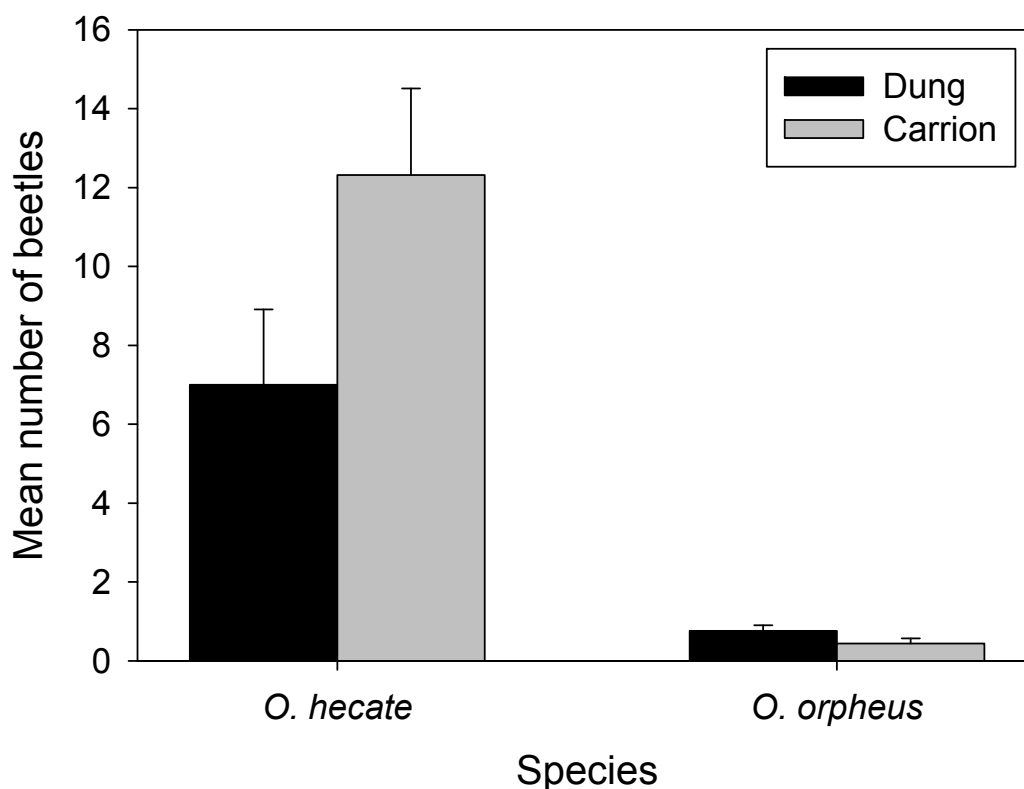 16
14
12
10
8
6
4
2
0
Mean number of beetles
Dung
Carrion
O. hecate
O. orpheus
Species